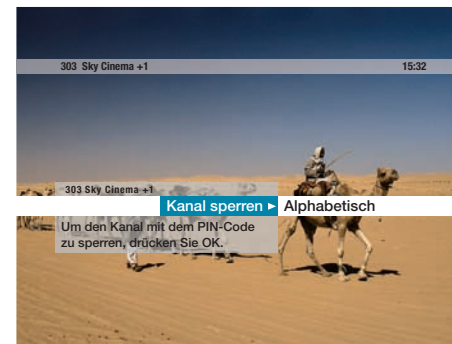 303 Sky Cinema +1 15:32
303 Sky Cinema +1
Kanal sperren ► Alphabetisch
Um den Kanal mit dem PIN-Code
zu sperren, drücken Sie OK.